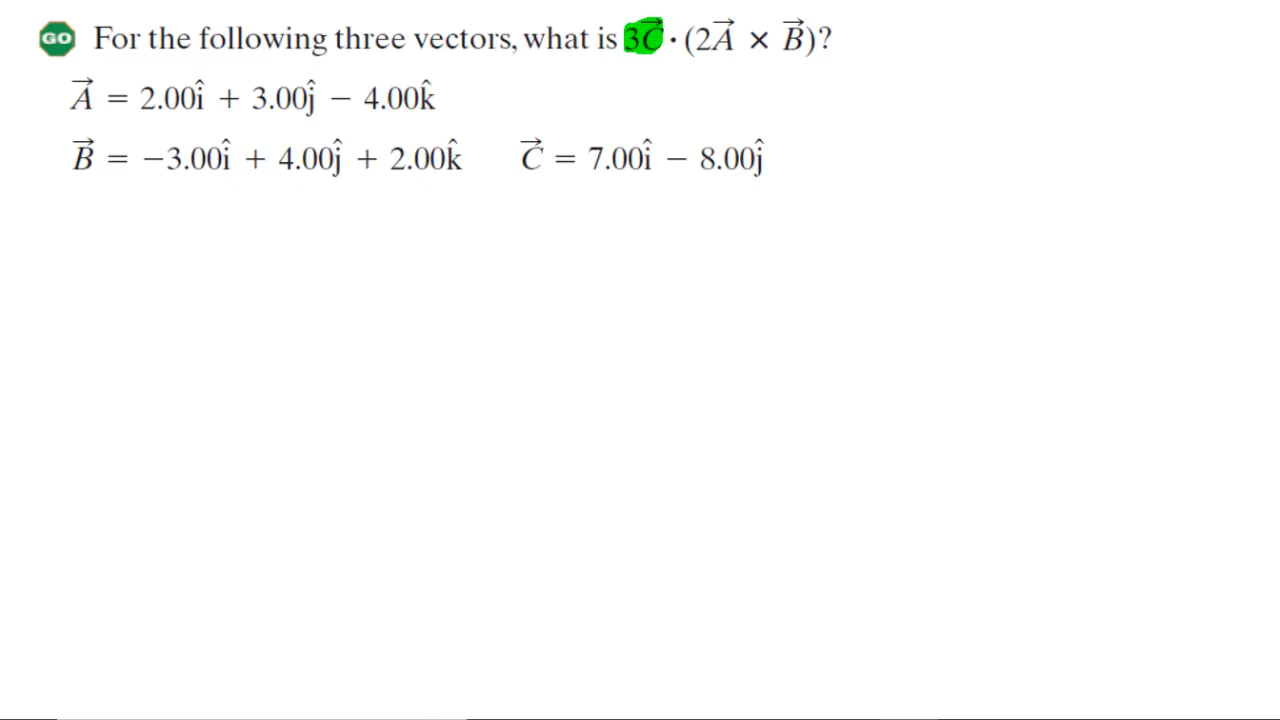 GO For the following three vectors, what is 3C⃗ · (2A⃗ × B⃗)?
A⃗ = 2.00î + 3.00ĵ − 4.00k̂
B⃗ = −3.00î + 4.00ĵ + 2.00k̂ C⃗ = 7.00î − 8.00ĵ